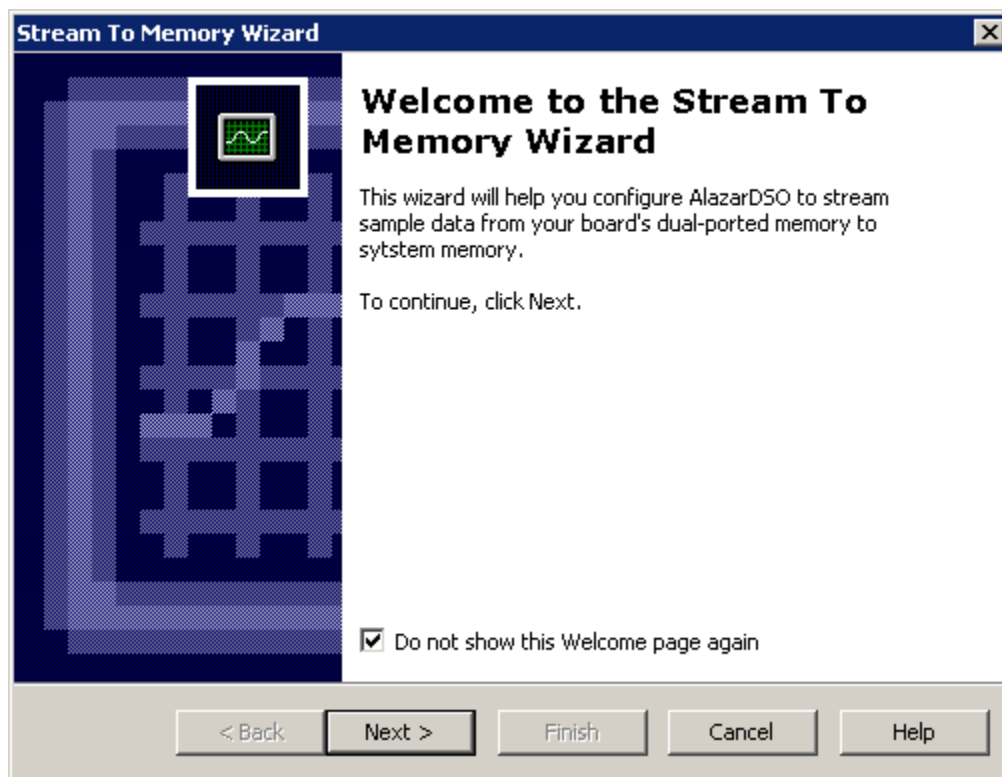 Stream To Memory Wizard
Welcome to the Stream To
Memory Wizard
This wizard will help you configure AlazarDSO to stream
sample data from your board's dual-ported memory to
sytstem memory.
To continue, click Next.
Do not show this Welcome page again
< Back
Next >
Finish
Cancel
Help